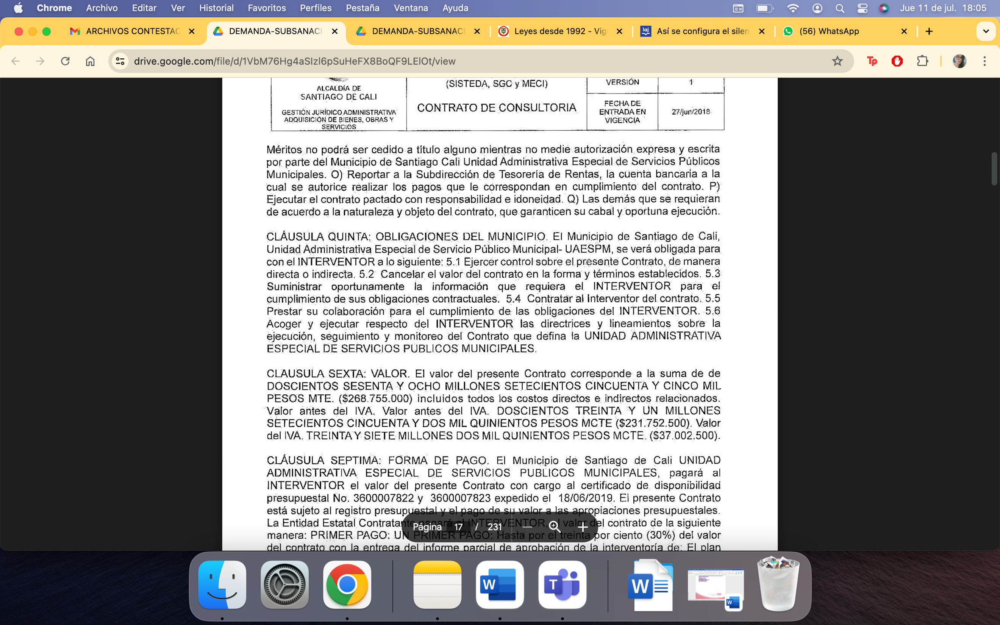 Chrome Archivo Editar Ver Historial Favoritos Perfiles Pestaña Ventana Ayuda Jue 11 de jul. 18:05
ARCHIVOS CONTESTAC DEMANDA-SUBSANACI DEMANDA-SUBSANACI Leyes desde 1992 - Vig laj Así se configura el silen (56) WhatsApp
drive.google.com/file/d/1VbM76Hg4aSIzI6pSuHeFX8BoQF9LElOt/view
(SISTEDA, SGC y MECI) VERSIÓN 1
ALCALDÍA DE
SANTIAGO DE CALI
CONTRATO DE CONSULTORIA
GESTIÓN JURÍDICO ADMINISTRATIVA
ADQUISICIÓN DE BIENES, OBRAS Y
SERVICIOS
FECHA DE
ENTRADA EN
VIGENCIA
27/jun/2018
Méritos no podrá ser cedido a título alguno mientras no medie autorización expresa y escrita
por parte del Municipio de Santiago Cali Unidad Administrativa Especial de Servicios Públicos
Municipales. O) Reportar a la Subdirección de Tesorería de Rentas, la cuenta bancaria a la
cual se autorice realizar los pagos que le correspondan en cumplimiento del contrato. P)
Ejecutar el contrato pactado con responsabilidad e idoneidad. Q) Las demás que se requieran
de acuerdo a la naturaleza y objeto del contrato, que garanticen su cabal y oportuna ejecución.
CLÁUSULA QUINTA: OBLIGACIONES DEL MUNICIPIO. El Municipio de Santiago de Cali,
Unidad Administrativa Especial de Servicio Público Municipal- UAESPM, se verá obligada para
con el INTERVENTOR a lo siguiente: 5.1 Ejercer control sobre el presente Contrato, de manera
directa o indirecta. 5.2 Cancelar el valor del contrato en la forma y términos establecidos. 5.3
Suministrar oportunamente la información que requiera el INTERVENTOR para el
cumplimiento de sus obligaciones contractuales. 5.4 Contratar al Interventor del contrato. 5.5
Prestar su colaboración para el cumplimiento de las obligaciones del INTERVENTOR. 5.6
Acoger y ejecutar respecto del INTERVENTOR las directrices y lineamientos sobre la
ejecución, seguimiento y monitoreo del Contrato que defina la UNIDAD ADMINISTRATIVA
ESPECIAL DE SERVICIOS PUBLICOS MUNICIPALES.
CLAUSULA SEXTA: VALOR. El valor del presente Contrato corresponde a la suma de de
DOSCIENTOS SESENTA Y OCHO MILLONES SETECIENTOS CINCUENTA Y CINCO MIL
PESOS MTE. ($268.755.000) incluidos todos los costos directos e indirectos relacionados.
Valor antes del IVA. Valor antes del IVA. DOSCIENTOS TREINTA Y UN MILLONES
SETECIENTOS CINCUENTA Y DOS MIL QUINIENTOS PESOS MCTE ($231.752.500). Valor
del IVA. TREINTA Y SIETE MILLONES DOS MIL QUINIENTOS PESOS MCTE. ($37.002.500).
CLÁUSULA SEPTIMA: FORMA DE PAGO. El Municipio de Santiago de Cali UNIDAD
ADMINISTRATIVA ESPECIAL DE SERVICIOS PUBLICOS MUNICIPALES, pagará al
INTERVENTOR el valor del presente Contrato con cargo al certificado de disponibilidad
presupuestal No. 3600007822 y 3600007823 expedido el 18/06/2019. El presente Contrato
está sujeto al registro presupuestal y el pago de su valor a las apropiaciones presupuestales.
La Entidad Estatal Contratante pagará al INTERVENTOR, el valor del contrato de la siguiente
manera: PRIMER PAGO: UN PRIMER PAGO: Hasta por el treinta por ciento (30%) del valor
del contrato con la entrega del informe parcial de aprobación de la interventoría de: El plan
Página 17 / 231